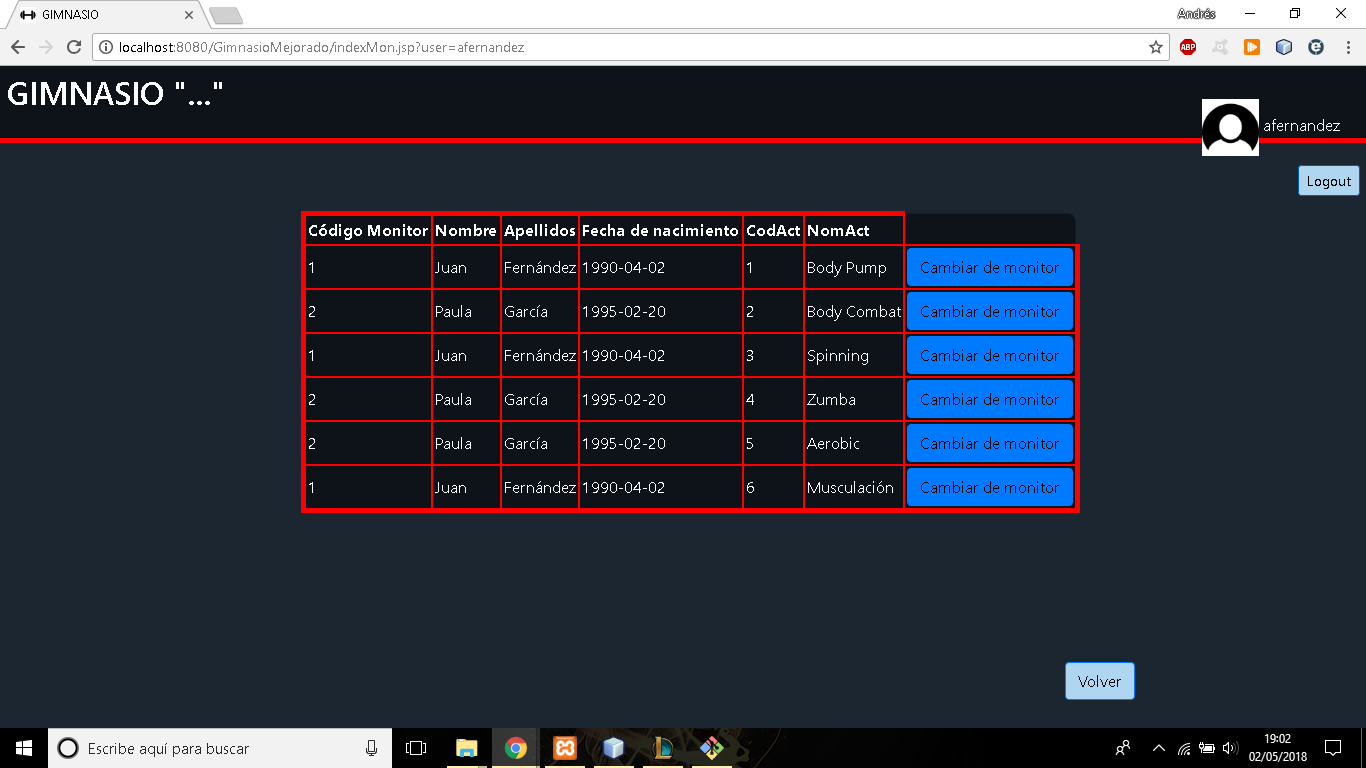 GIMNASIO
Andrés
localhost:8080/GimnasioMejorado/indexMon.jsp?user=afernandez
ABP
GIMNASIO "..."
afernandez
Logout
Código Monitor Nombre Apellidos Fecha de nacimiento CodAct NomAct
1 Juan Fernández 1990-04-02 1 Body Pump Cambiar de monitor
2 Paula García 1995-02-20 2 Body Combat Cambiar de monitor
1 Juan Fernández 1990-04-02 3 Spinning Cambiar de monitor
2 Paula García 1995-02-20 4 Zumba Cambiar de monitor
2 Paula García 1995-02-20 5 Aerobic Cambiar de monitor
1 Juan Fernández 1990-04-02 6 Musculación Cambiar de monitor
Volver
Escribe aquí para buscar
19:02
02/05/2018